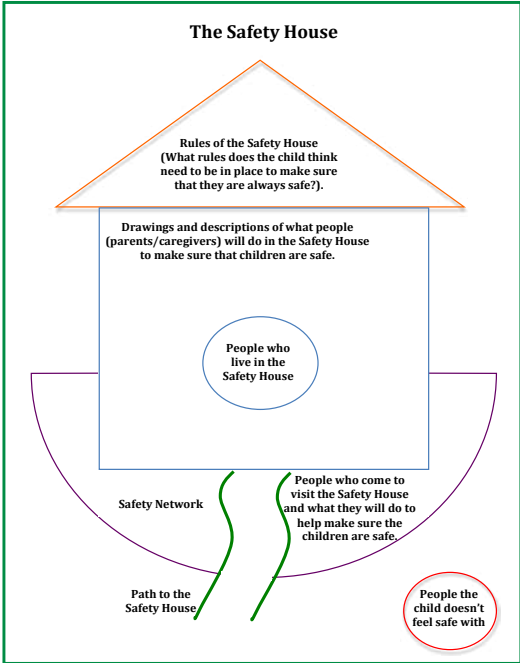 The Safety House
Rules of the Safety House
(What rules does the child think
need to be in place to make sure
that they are always safe?).
Drawings and descriptions of what people
(parents/caregivers) will do in the Safety House
to make sure that children are safe.
People who
live in the
Safety House
Safety Network
People who come to
visit the Safety House
and what they will do to
help make sure the
children are safe.
Path to the
Safety House
People the
child doesn't
feel safe with